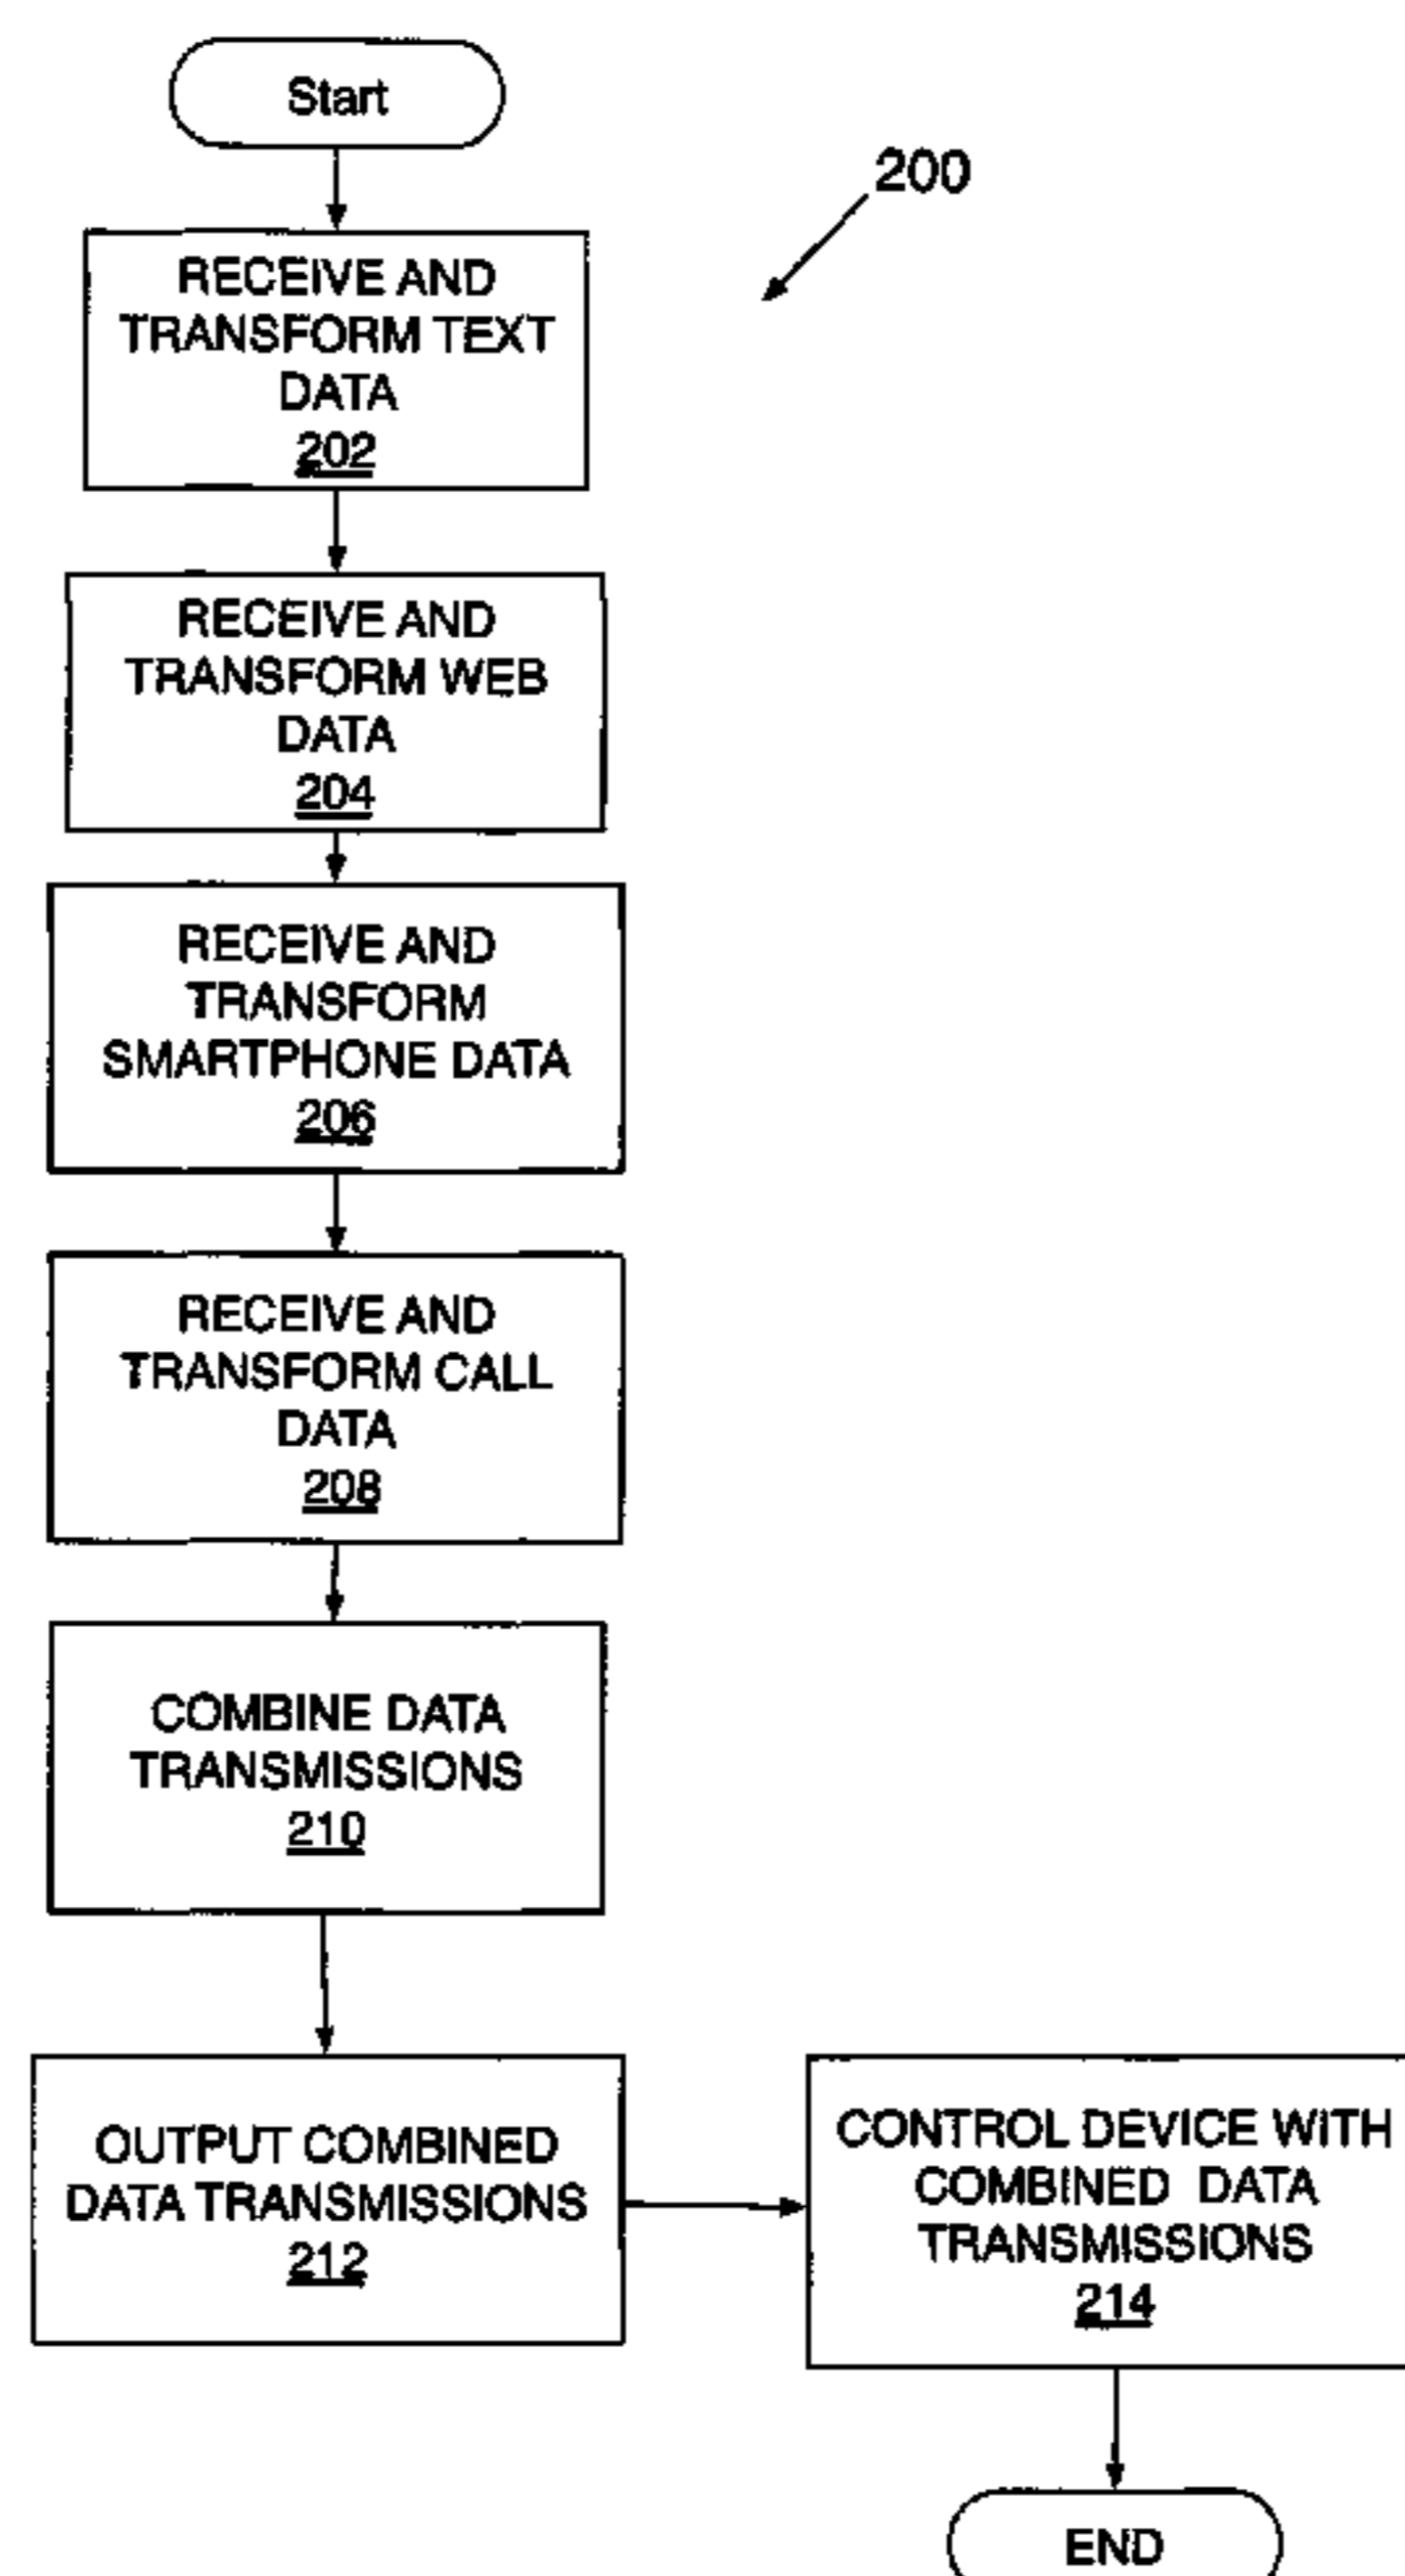 Start
200
RECEIVE AND
TRANSFORM TEXT
DATA
202
RECEIVE AND
TRANSFORM WEB
DATA
204
RECEIVE AND
TRANSFORM
SMARTPHONE DATA
206
RECEIVE AND
TRANSFORM CALL
DATA
208
COMBINE DATA
TRANSMISSIONS
210
OUTPUT COMBINED
DATA TRANSMISSIONS
212
CONTROL DEVICE WITH
COMBINED DATA
TRANSMISSIONS
214
END